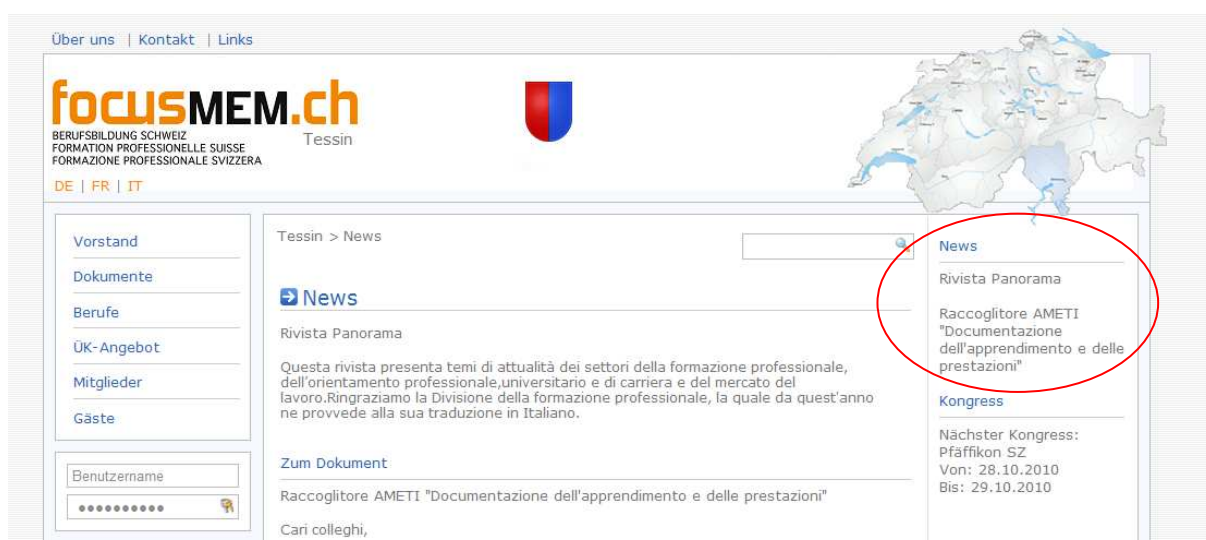 Über uns | Kontakt | Links
focusMEM.ch
BERUFSBILDUNG SCHWEIZ
FORMATION PROFESSIONELLE SUISSE
FORMAZIONE PROFESSIONALE SVIZZERA
Tessin
DE | FR | IT
Vorstand
Dokumente
Berufe
ÜK-Angebot
Mitglieder
Gäste
Benutzername
Tessin > News
News
Rivista Panorama
Questa rivista presenta temi di attualità dei settori della formazione professionale,
dell'orientamento professionale,universitario e di carriera e del mercato del
lavoro.Ringraziamo la Divisione della formazione professionale, la quale da quest'anno
ne provvede alla sua traduzione in Italiano.
Zum Dokument
Raccoglitore AMETI "Documentazione dell'apprendimento e delle prestazioni"
Cari colleghi,
News
Rivista Panorama
Raccoglitore AMETI
"Documentazione
dell'apprendimento e delle
prestazioni"
Kongress
Nächster Kongress:
Pfäffikon SZ
Von: 28.10.2010
Bis: 29.10.2010